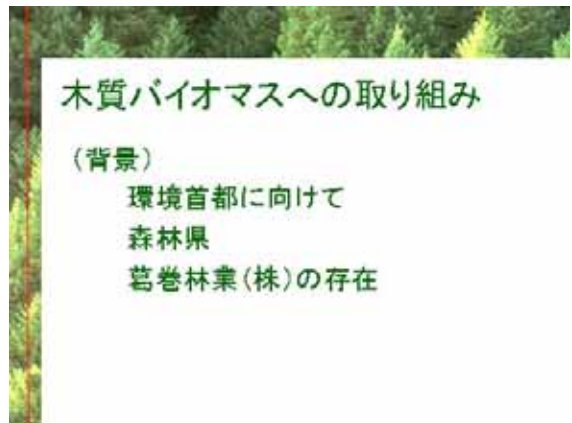 木質バイオマスへの取り組み
（背景）
環境首都に向けて
森林県
葛巻林業（株）の存在